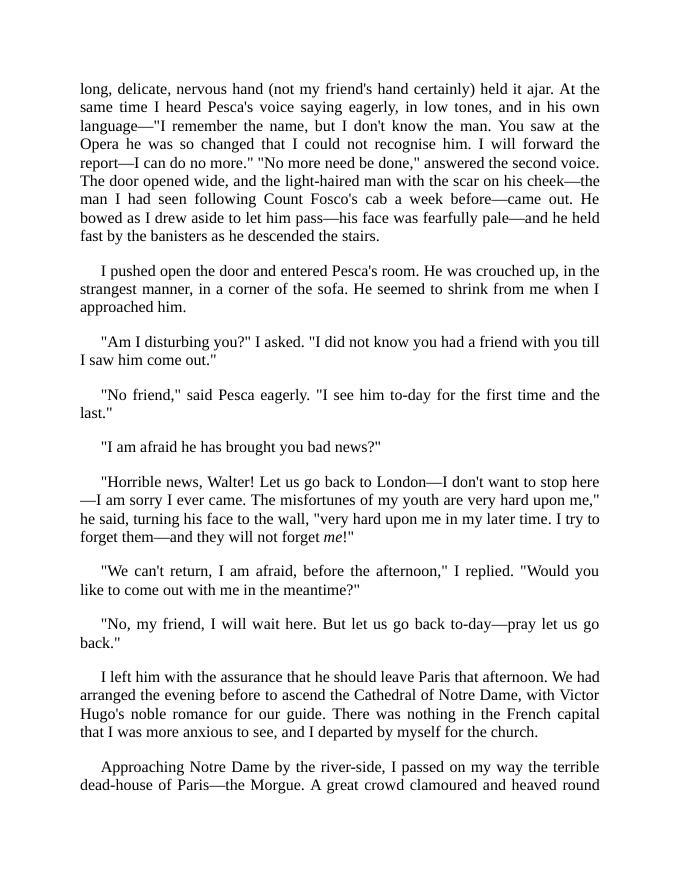 long, delicate, nervous hand (not my friend's hand certainly) held it ajar. At the
same time I heard Pesca's voice saying eagerly, in low tones, and in his own
language—"I remember the name, but I don't know the man. You saw at the
Opera he was so changed that I could not recognise him. I will forward the
report—I can do no more." "No more need be done," answered the second voice.
The door opened wide, and the light-haired man with the scar on his cheek—the
man I had seen following Count Fosco's cab a week before—came out. He
bowed as I drew aside to let him pass—his face was fearfully pale—and he held
fast by the banisters as he descended the stairs.
I pushed open the door and entered Pesca's room. He was crouched up, in the
strangest manner, in a corner of the sofa. He seemed to shrink from me when I
approached him.
"Am I disturbing you?" I asked. "I did not know you had a friend with you till
I saw him come out."
"No friend," said Pesca eagerly. "I see him to-day for the first time and the
last."
"I am afraid he has brought you bad news?"
"Horrible news, Walter! Let us go back to London—I don't want to stop here
—I am sorry I ever came. The misfortunes of my youth are very hard upon me,"
he said, turning his face to the wall, "very hard upon me in my later time. I try to
forget them—and they will not forget me!"
"We can't return, I am afraid, before the afternoon," I replied. "Would you
like to come out with me in the meantime?"
"No, my friend, I will wait here. But let us go back to-day—pray let us go
back."
I left him with the assurance that he should leave Paris that afternoon. We had
arranged the evening before to ascend the Cathedral of Notre Dame, with Victor
Hugo's noble romance for our guide. There was nothing in the French capital
that I was more anxious to see, and I departed by myself for the church.
Approaching Notre Dame by the river-side, I passed on my way the terrible
dead-house of Paris—the Morgue. A great crowd clamoured and heaved round